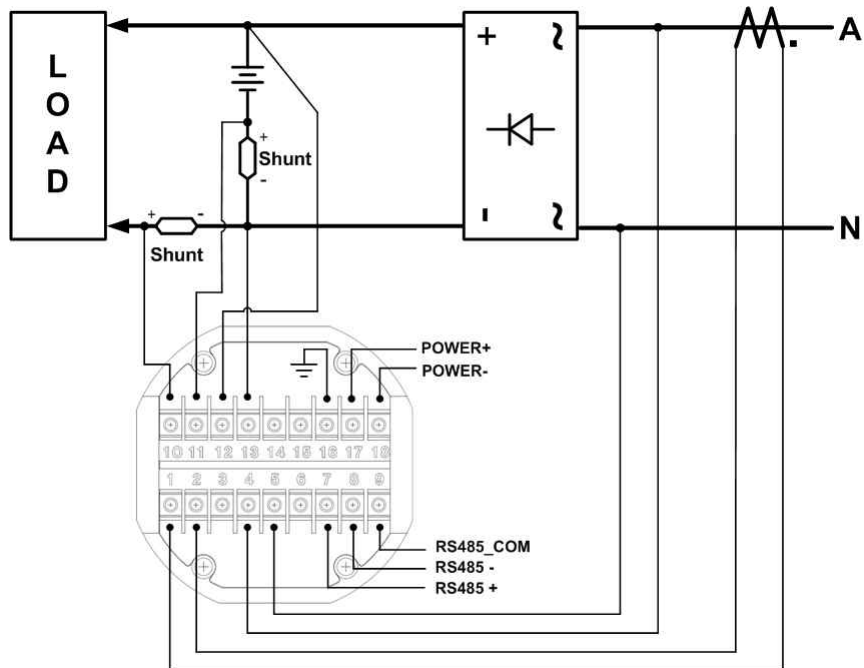 A
+
~
LOAD
+
Shunt
-
+
-
Shunt
-
~
N
POWER+
POWER-
10 11 12 13 14 15 16 17 18
1 2 3 4 5 6 7 8 9
RS485_COM
RS485 -
RS485 +